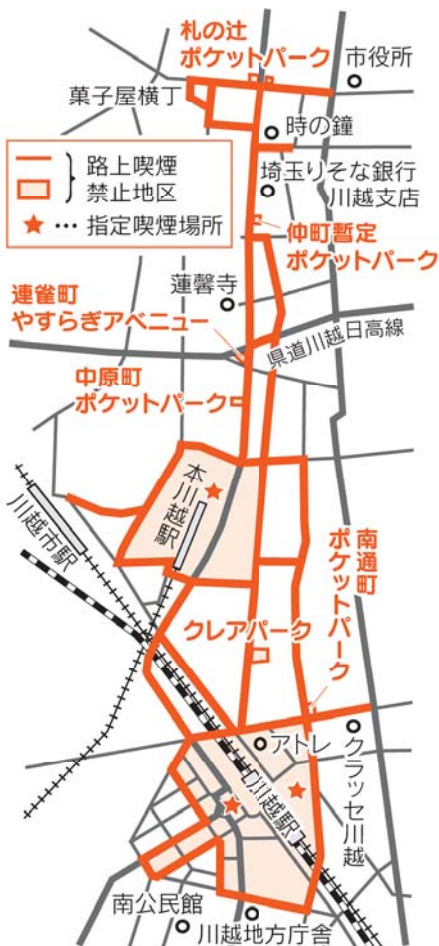 札の辻
ポケットパーク
市役所
菓子屋横丁
時の鐘
路上喫煙
禁止地区
… 指定喫煙場所
埼玉りそな銀行
川越支店
仲町暫定
ポケットパーク
蓮馨寺
連雀町
やすらぎアベニュー
県道川越日高線
中原町
ポケットパーク
本川越駅
川越市駅
南通町
ポケットパーク
クレアパーク
アトレ
クラッセ川越
川越駅
南公民館
川越地方庁舎